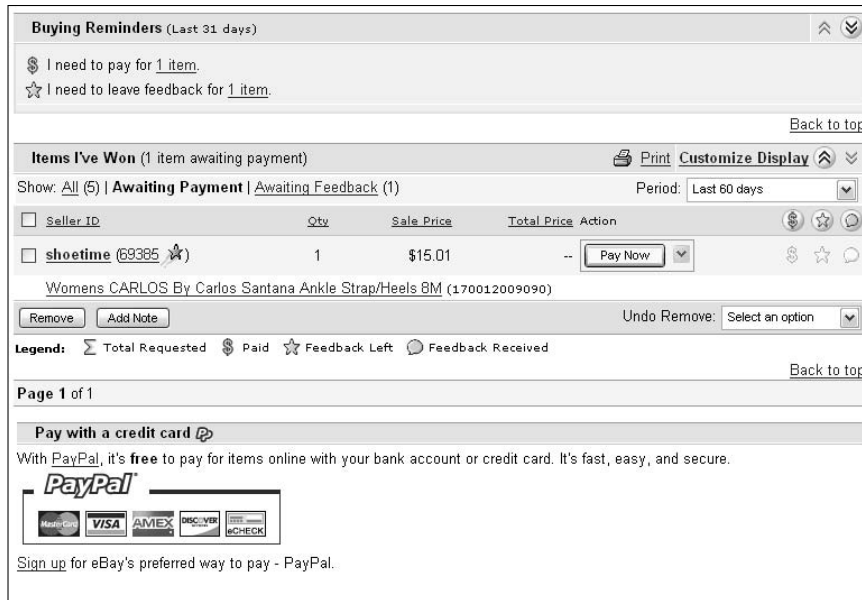 Buying Reminders (Last 31 days)
I need to pay for 1 item.
I need to leave feedback for 1 item.
Back to top
Items I've Won (1 item awaiting payment) Print Customize Display
Show: All (5) | Awaiting Payment | Awaiting Feedback (1) Period: Last 60 days
Seller ID Qty Sale Price Total Price Action
shoetime (69385 ) 1 $15.01 -- Pay Now
Womens CARLOS By Carlos Santana Ankle Strap/Heels 8M (170012009090)
Remove Add Note Undo Remove: Select an option
Legend: Σ Total Requested $ Paid Feedback Left Feedback Received
Back to top
Page 1 of 1
Pay with a credit card
With PayPal, it's free to pay for items online with your bank account or credit card. It's fast, easy, and secure.
PayPal
MasterCard VISA AMEX DISCOVER eCHECK
Sign up for eBay's preferred way to pay - PayPal.